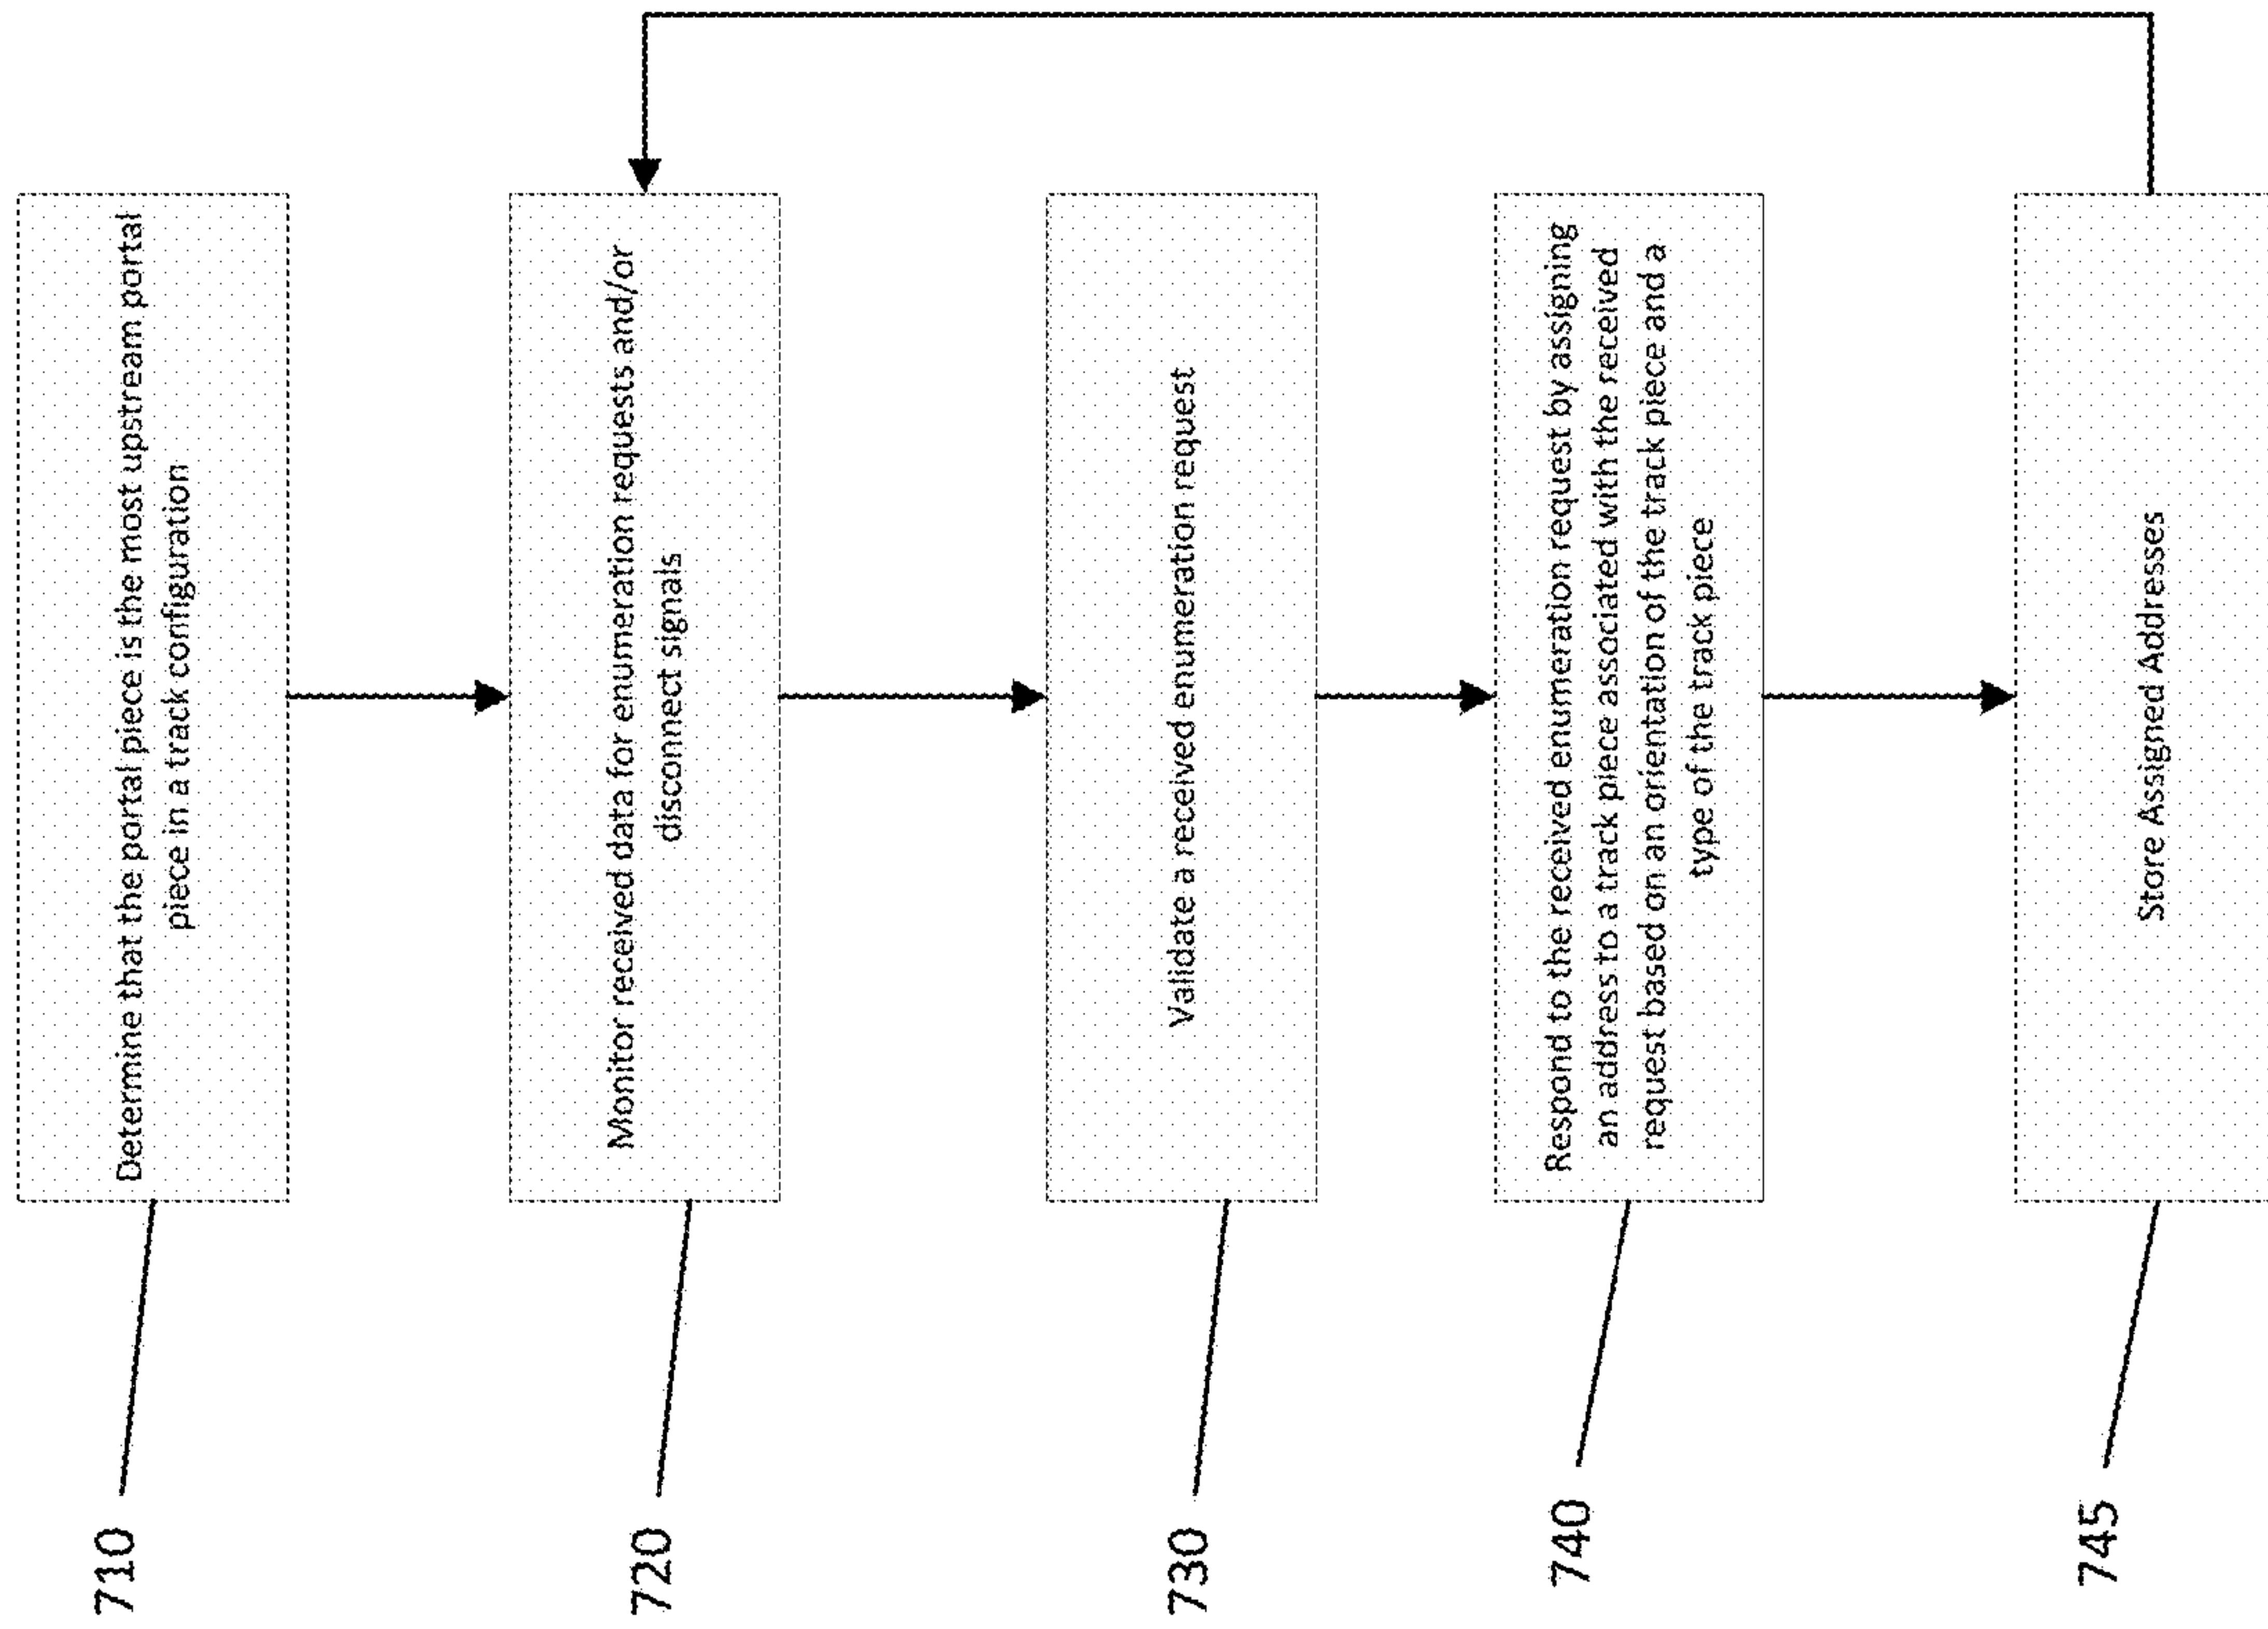 710
Determine that the portal piece is the most upstream portal
piece in a track configuration
720
Monitor received data for enumeration requests and/or
disconnect signals
730
Validate a received enumeration request
740
Respond to the received enumeration request by assigning
an address to a track piece associated with the received
request based on an orientation of the track piece and a
type of the track piece
745
Store Assigned Addresses